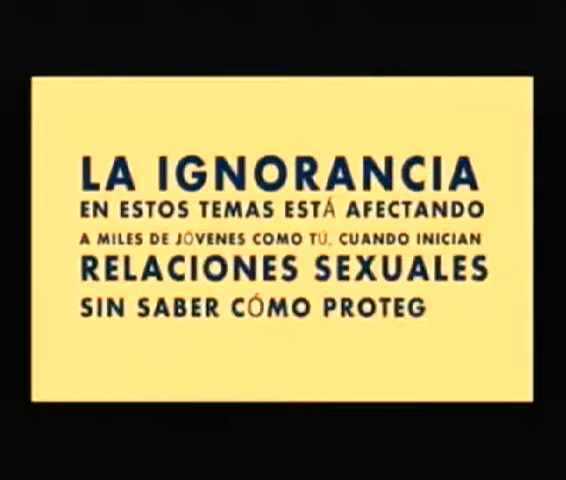 LA IGNORANCIA
EN ESTOS TEMAS ESTÁ AFECTANDO
A MILES DE JÓVENES COMO TÚ, CUANDO INICIAN
RELACIONES SEXUALES
SIN SABER CÓMO PROTEG